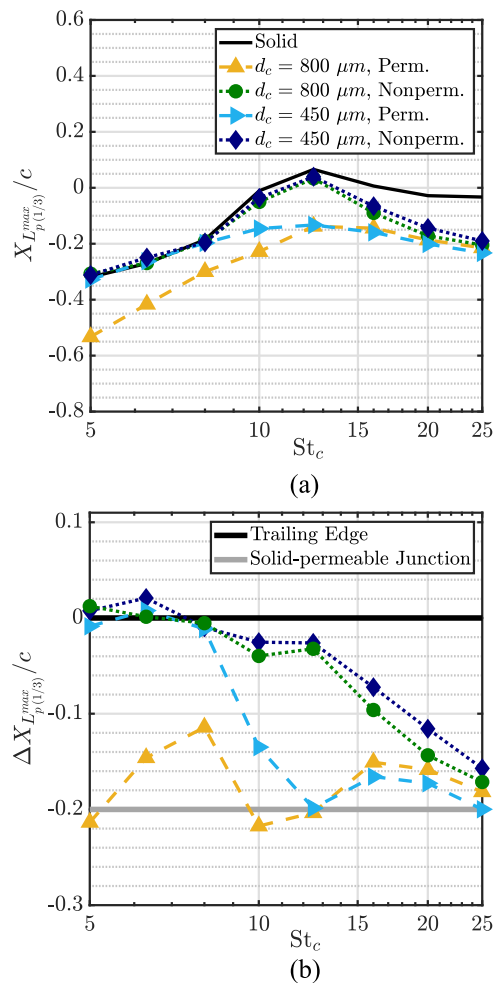 0.6
0.4
0.2
0
-0.2
-0.4
-0.6
-0.8
X_{L_{p(1/3)}^{max}}/c
Solid
d_c = 800 μm, Perm.
d_c = 800 μm, Nonperm.
d_c = 450 μm, Perm.
d_c = 450 μm, Nonperm.
5 10 15 20 25
St_c
(a)
0.1
0
-0.1
-0.2
-0.3
ΔX_{L_{p(1/3)}^{max}}/c
Trailing Edge
Solid-permeable Junction
5 10 15 20 25
St_c
(b)